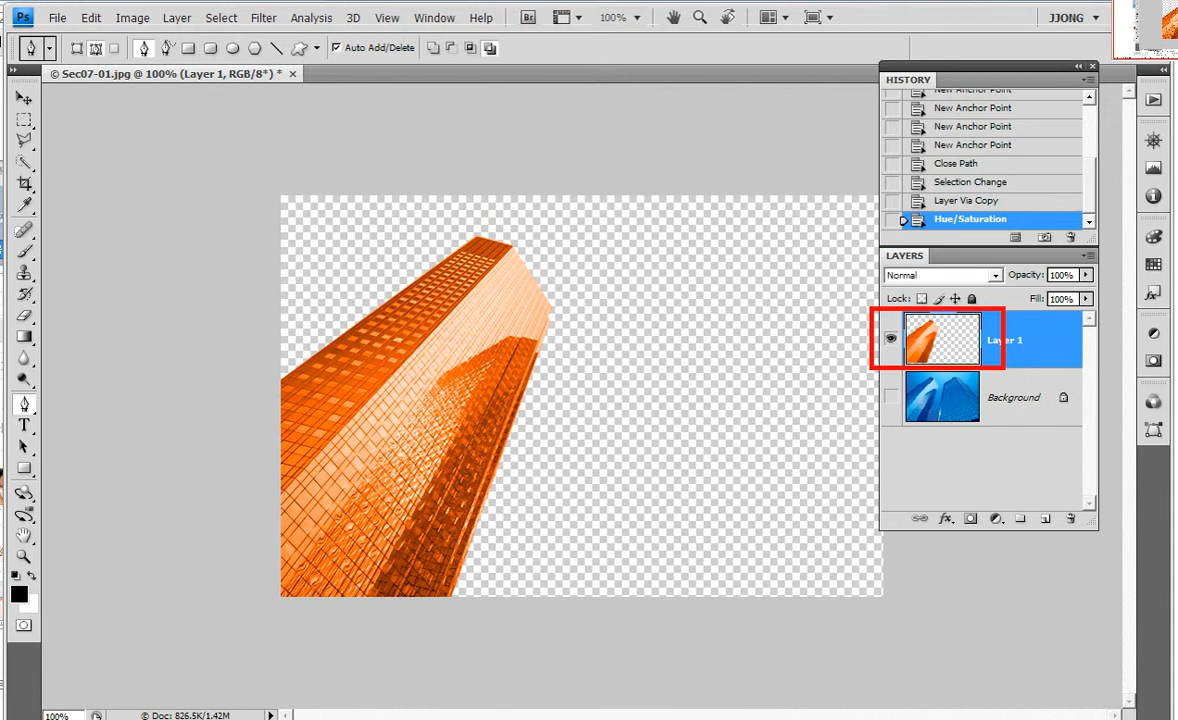 Ps File Edit Image Layer Select Filter Analysis 3D View Window Help Br 100% JJONG
Auto Add/Delete
© Sec07-01.jpg @ 100% (Layer 1, RGB/8*) *
HISTORY
New Anchor Point
New Anchor Point
New Anchor Point
New Anchor Point
Close Path
Selection Change
Layer Via Copy
Hue/Saturation
LAYERS
Normal Opacity: 100%
Lock: Fill: 100%
Layer 1
Background
fx
T
100% © Doc: 826.5K/1.42M